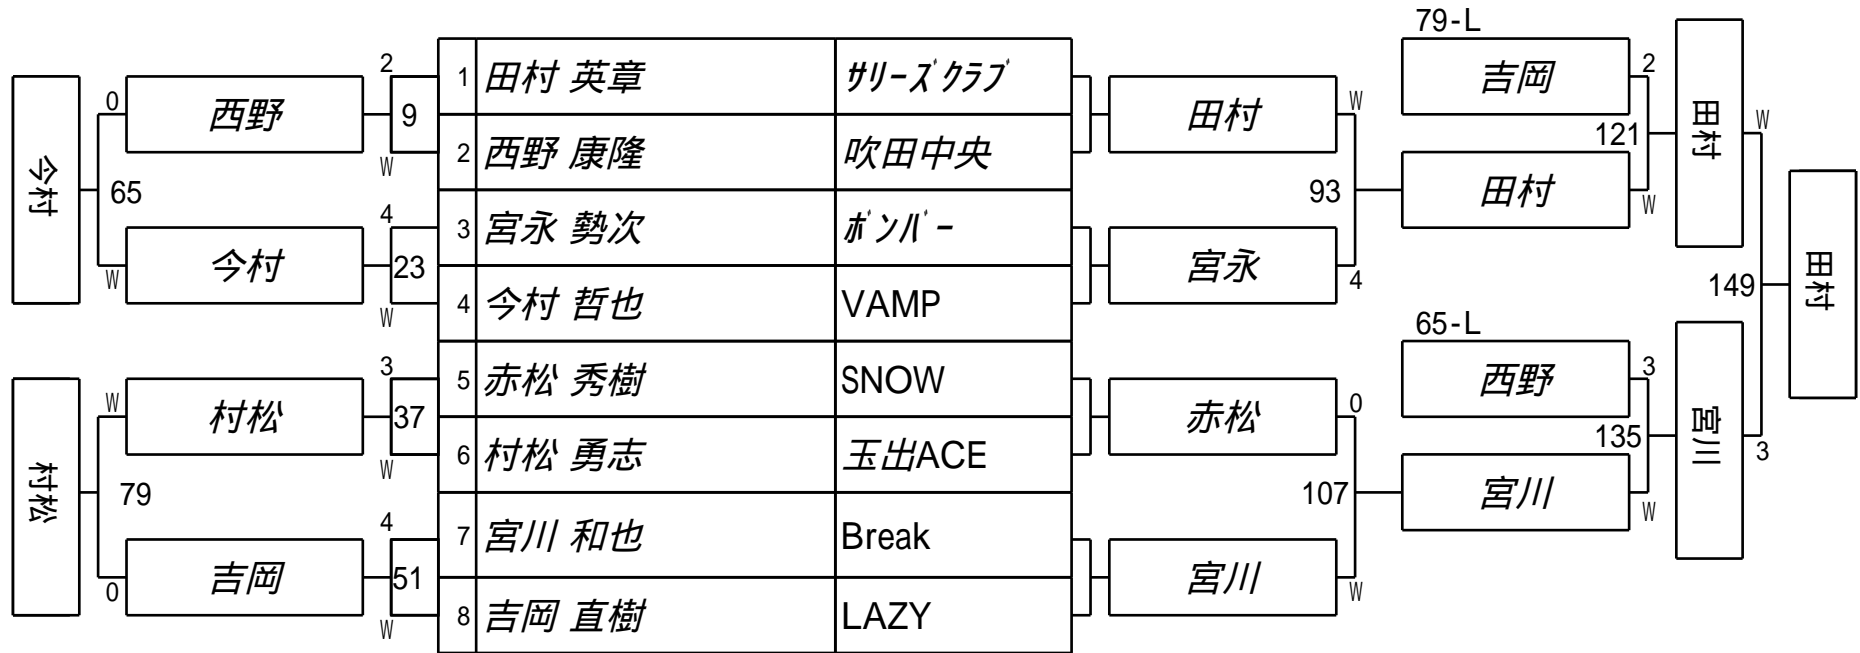 今村
村松
0
西野
65
W
今村
W
村松
79
0
吉岡
2
9
W
4
23
W
3
37
W
4
51
W
1 田村 英章 サリーズクラブ
2 西野 康隆 吹田中央
3 宮永 勢次 ボンバー
4 今村 哲也 VAMP
5 赤松 秀樹 SNOW
6 村松 勇志 玉出ACE
7 宮川 和也 Break
8 吉岡 直樹 LAZY
田村
W
93
宮永
4
赤松
0
107
宮川
W
79-L
吉岡
2
121
田村
W
65-L
西野
3
135
宮川
W
田村
W
149
宮川
3
田村